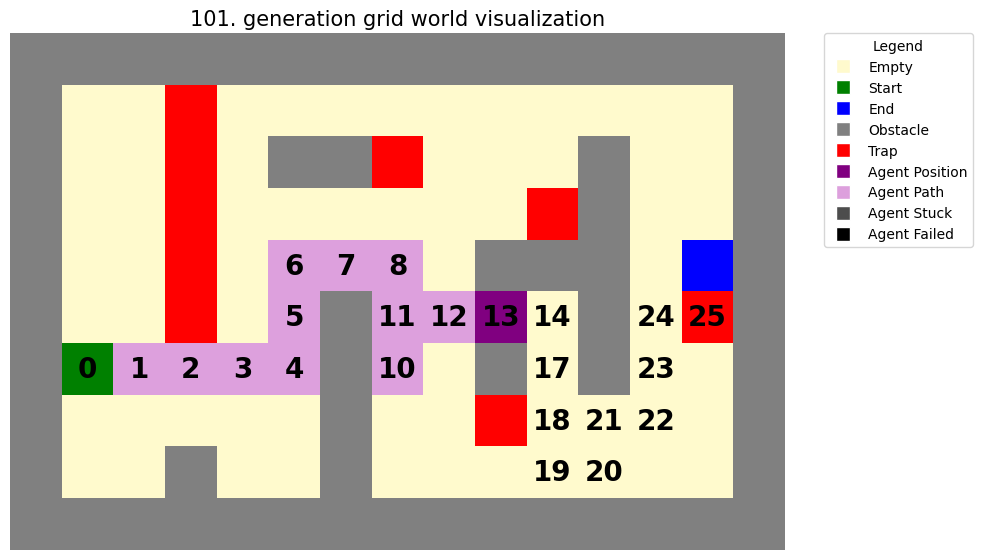 101. generation grid world visualization
Legend
Empty
Start
End
Obstacle
Trap
Agent Position
Agent Path
Agent Stuck
Agent Failed
6 7 8
5 11 12 13 14 24 25
0 1 2 3 4 10 17 23
18 21 22
19 20